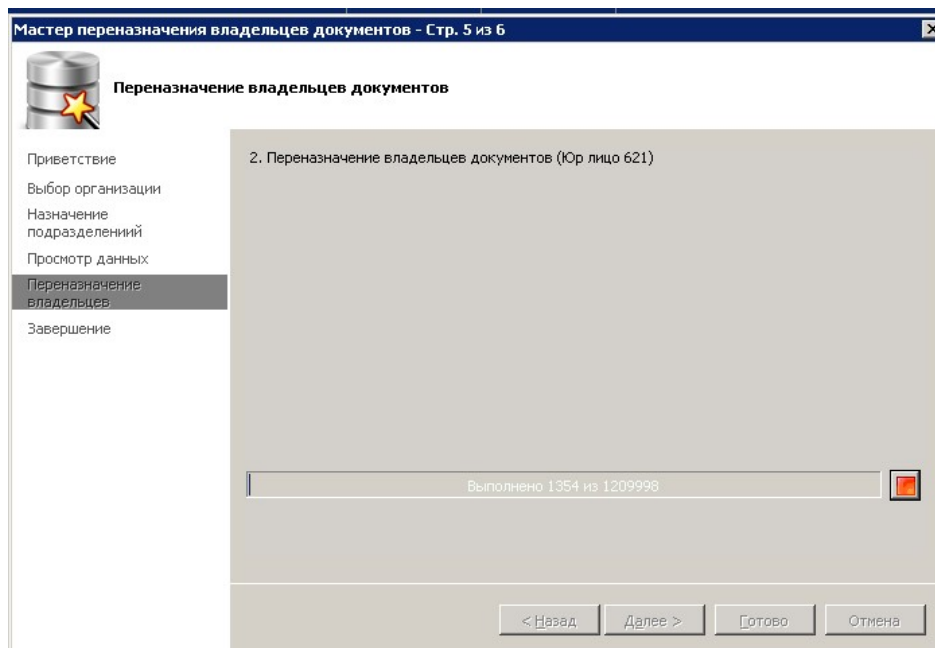 Мастер переназначения владельцев документов - Стр. 5 из 6
Переназначение владельцев документов
Приветствие
Выбор организации
Назначение
подразделениий
Просмотр данных
Переназначение
владельцев
Завершение
2. Переназначение владельцев документов (Юр лицо 621)
Выполнено 1354 из 1209998
< Назад
Далее >
Готово
Отмена